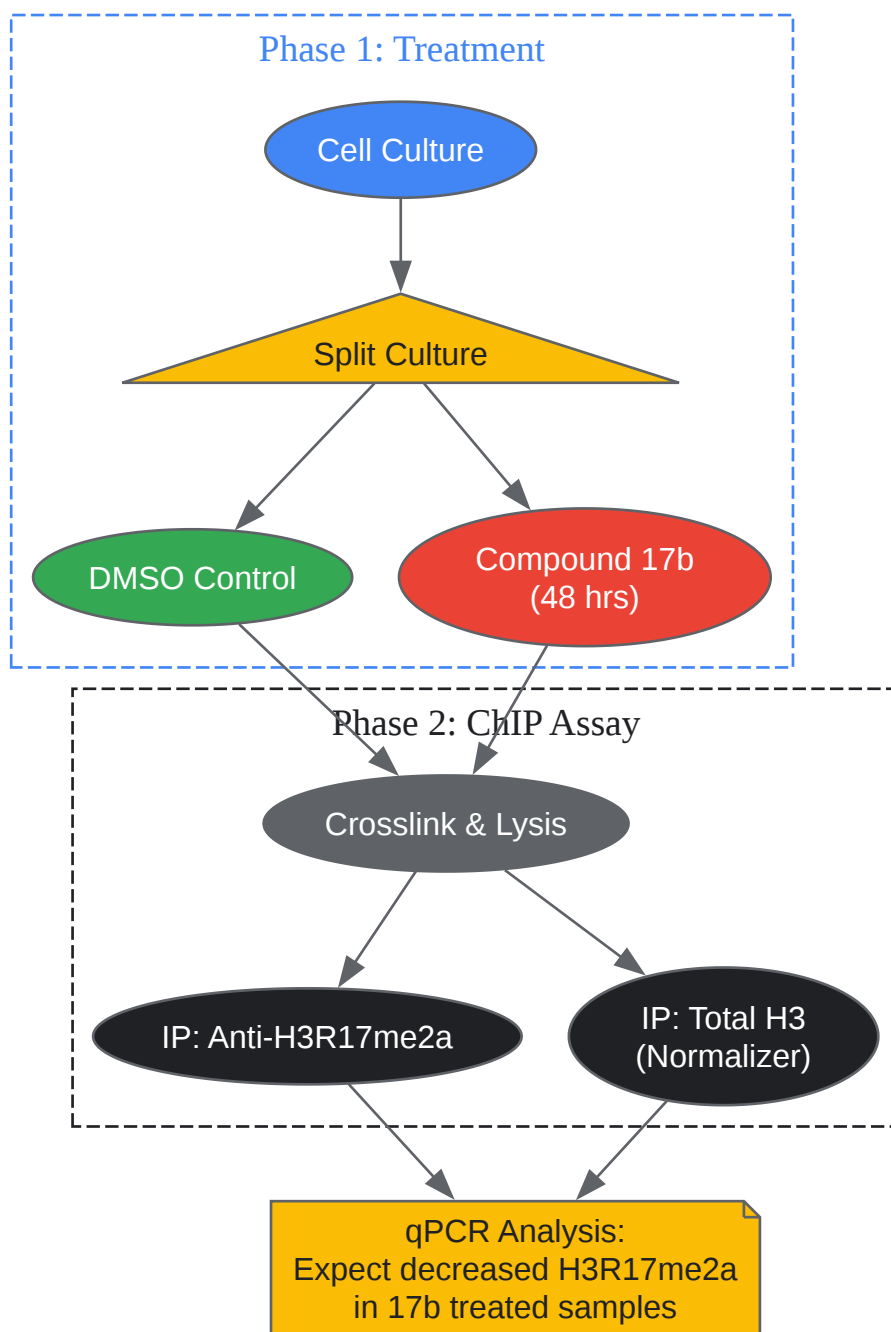 Phase 1: Treatment
Cell Culture
Split Culture
DMSO Control
Compound 17b
(48 hrs)
Phase 2: ChIP Assay
Crosslink & Lysis
IP: Anti-H3R17me2a
IP: Total H3
(Normalizer)
qPCR Analysis:
Expect decreased H3R17me2a
in 17b treated samples